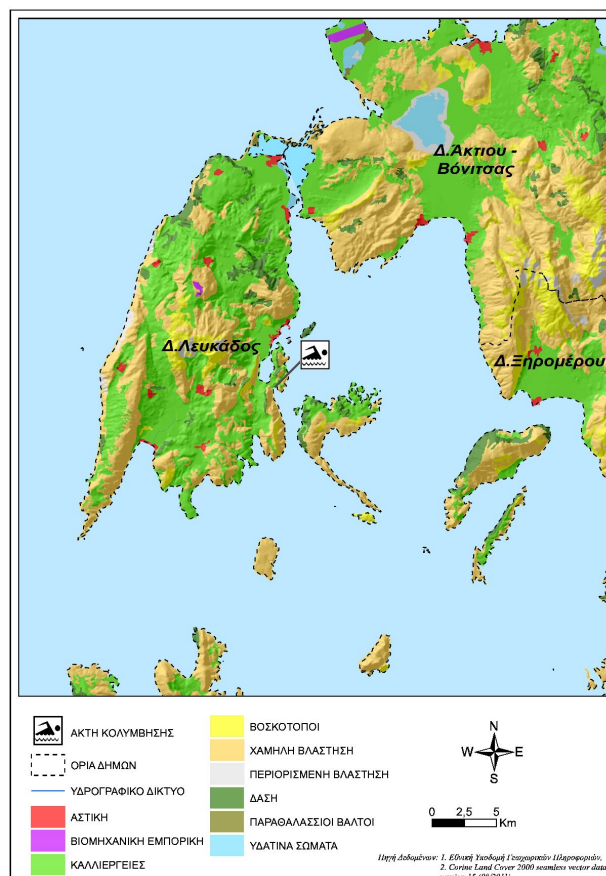 Δ.Άκτιου -
Βόνιτσας
Δ.Λευκάδος
Δ.Ξηρομέρου
ΑΚΤΗ ΚΟΛΥΜΒΗΣΗΣ
ΟΡΙΑ ΔΗΜΩΝ
ΥΔΡΟΓΡΑΦΙΚΟ ΔΙΚΤΥΟ
ΑΣΤΙΚΗ
ΒΙΟΜΗΧΑΝΙΚΗ ΕΜΠΟΡΙΚΗ
ΚΑΛΛΙΕΡΓΕΙΕΣ
ΒΟΣΚΟΤΟΠΟΙ
ΧΑΜΗΛΗ ΒΛΑΣΤΗΣΗ
ΠΕΡΙΟΡΙΣΜΕΝΗ ΒΛΑΣΤΗΣΗ
ΔΑΣΗ
ΠΑΡΑΘΑΛΑΣΣΙΟΙ ΒΑΛΤΟΙ
ΥΔΑΤΙΝΑ ΣΩΜΑΤΑ
N
W E
S
0 2,5 5
Km
Πηγή Δεδομένων: 1. Εθνική Υποδομή Γεωχωρικών Πληροφοριών,
2. Corine Land Cover 2000 seamless vector data